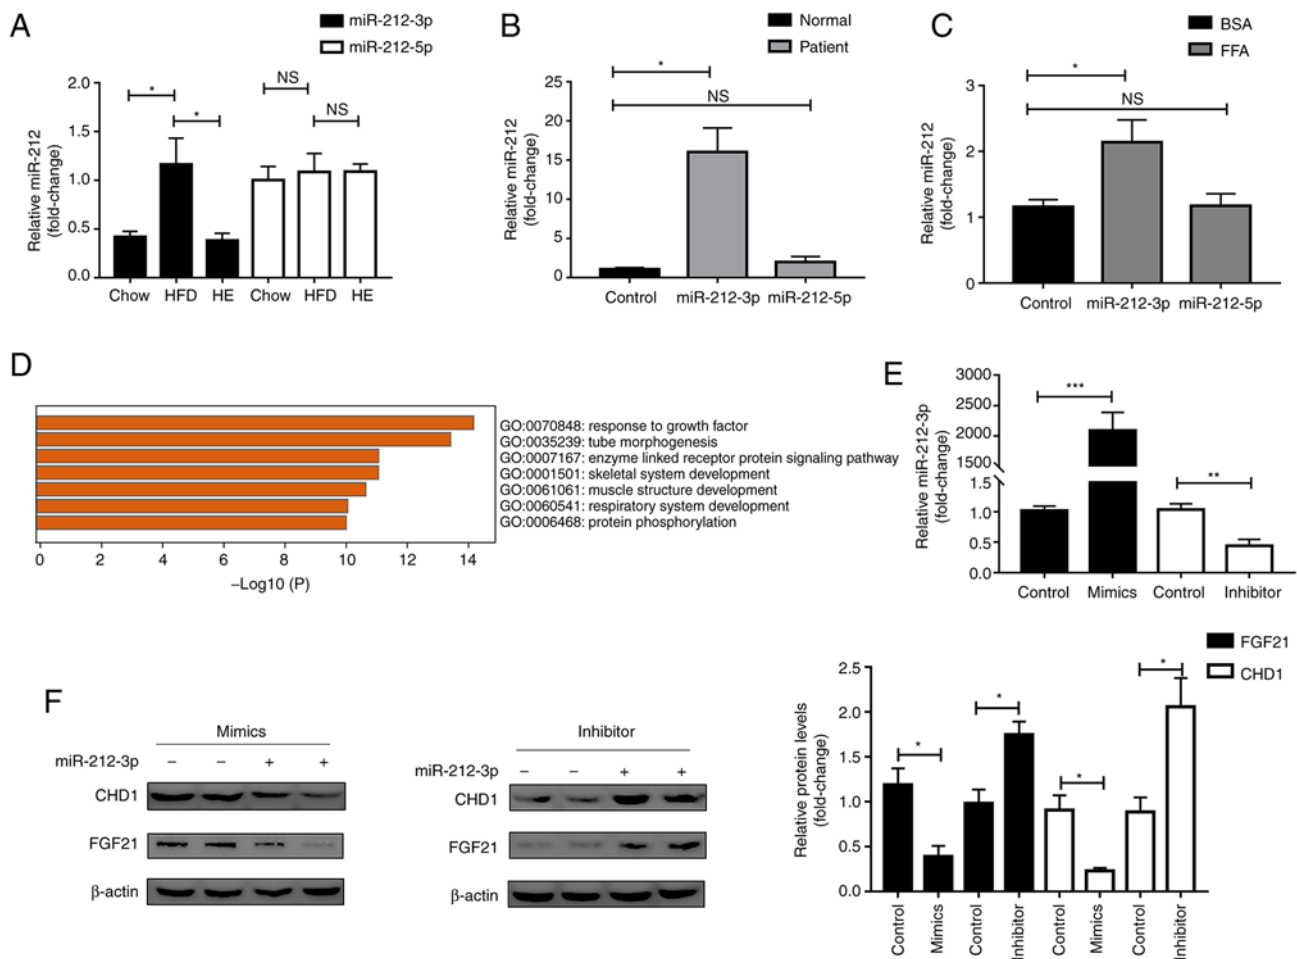 A
miR-212-3p
miR-212-5p
Relative miR-212
(fold-change)
2.0
1.5
1.0
0.5
0.0
*
*
NS
NS
Chow HFD HE Chow HFD HE
B
Normal
Patient
Relative miR-212
(fold-change)
25
20
15
10
5
0
*
NS
Control miR-212-3p miR-212-5p
C
BSA
FFA
Relative miR-212
(fold-change)
3
2
1
0
*
NS
Control miR-212-3p miR-212-5p
D
GO:0070848: response to growth factor
GO:0035239: tube morphogenesis
GO:0007167: enzyme linked receptor protein signaling pathway
GO:0001501: skeletal system development
GO:0061061: muscle structure development
GO:0060541: respiratory system development
GO:0006468: protein phosphorylation
0 2 4 6 8 10 12 14
–Log10 (P)
E
Relative miR-212-3p
(fold-change)
3000
2500
2000
1500
1.5
1.0
0.5
0.0
***
**
Control Mimics Control Inhibitor
F
Mimics
miR-212-3p – – + +
CHD1
FGF21
β-actin
Inhibitor
miR-212-3p – – + +
CHD1
FGF21
β-actin
FGF21
CHD1
Relative protein levels
(fold-change)
2.5
2.0
1.5
1.0
0.5
0.0
*
*
*
*
Control Mimics Control Inhibitor Control Mimics Control Inhibitor